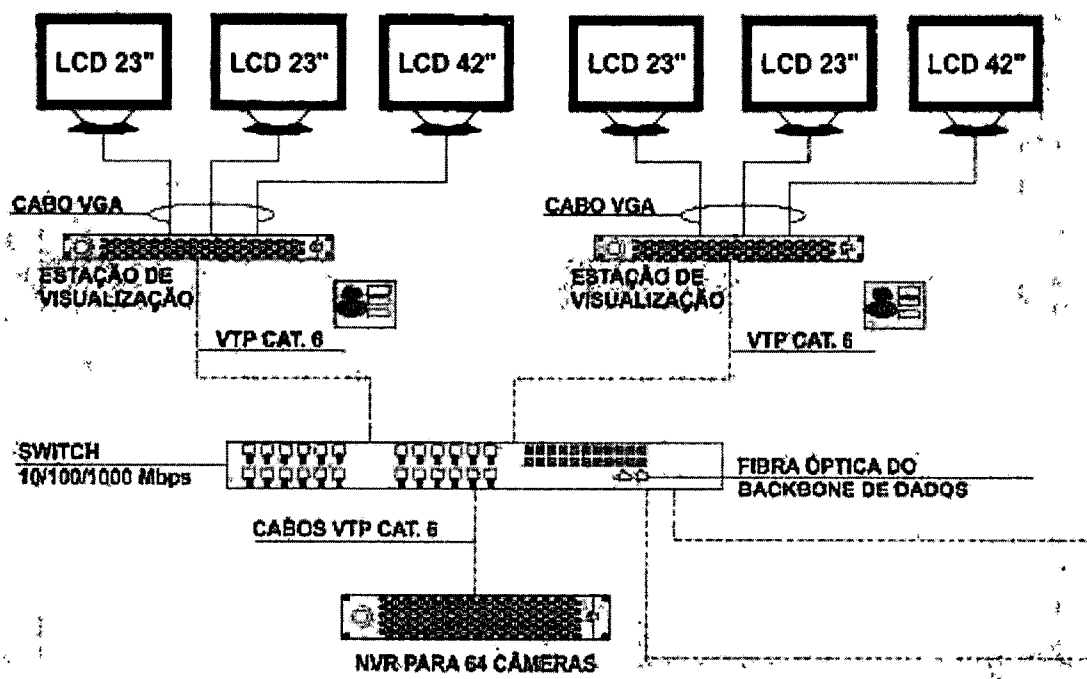 LCD 23"
LCD 23"
LCD 42"
LCD 23"
LCD 23"
LCD 42"
CABO VGA
CABO VGA
ESTAÇÃO DE
VISUALIZAÇÃO
ESTAÇÃO DE
VISUALIZAÇÃO
VTP CAT. 6
VTP CAT. 6
SWITCH
10/100/1000 Mbps
FIBRA ÓPTICA DO
BACKBONE DE DADOS
CABOS VTP CAT. 6
NVR PARA 64 CÂMERAS